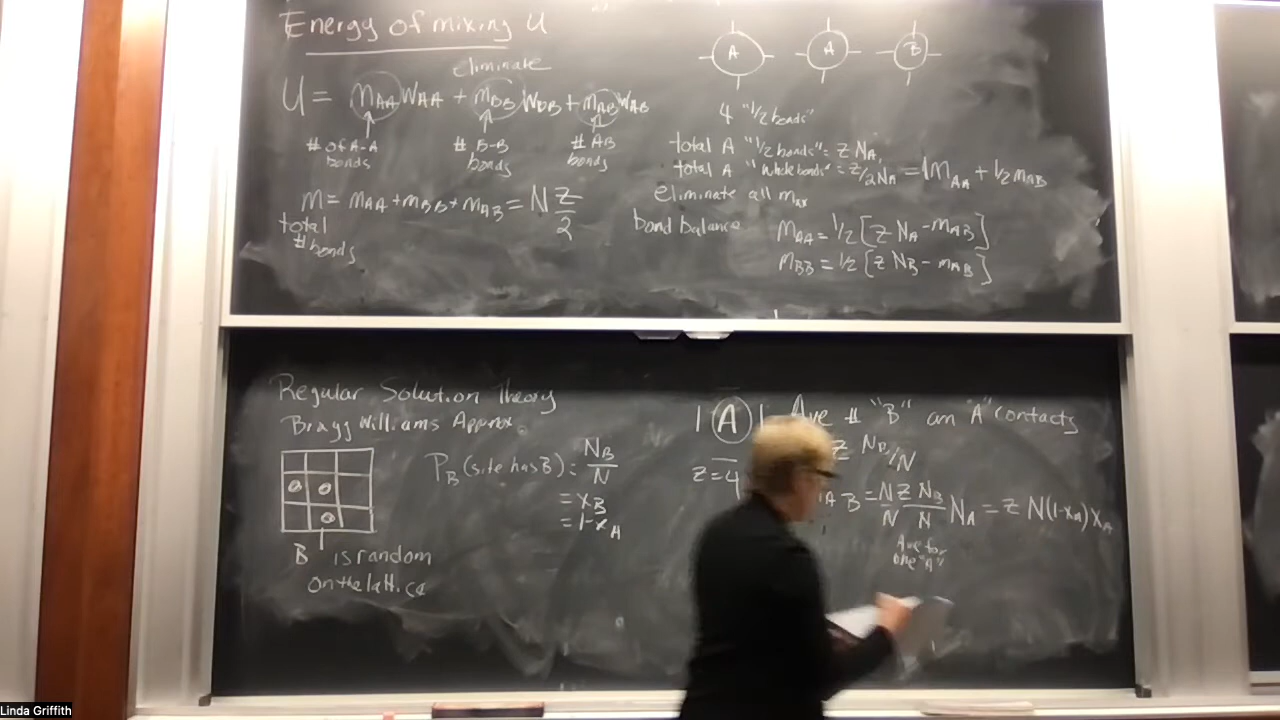 Energy of mixing U
eliminate
U = m_AA w_AA + m_BB w_BB + m_AB w_AB
# of A-A bonds
# B-B bonds
# AB bonds
m = m_AA + m_BB + m_AB = N z/2
total # bonds
A A B
4 "1/2 bonds"
total A "1/2 bonds" = z N_A
total A "whole bonds" = z/2 N_A = 1 m_AA + 1/2 m_AB
eliminate all m_xx
bond balance
m_AA = 1/2 [z N_A - m_AB]
m_BB = 1/2 [z N_B - m_AB]
Regular Solution Theory
Bragg Williams Approx.
P_B (site has B) = N_B/N
= x_B
= 1-x_A
B is random
on the lattice
A
z=4
Ave # "B" an "A" contacts
z N_B/N
AB = N/N z N_B/N N_A = z N(1-x_A) x_A
Ave for
one "A"
Linda Griffith